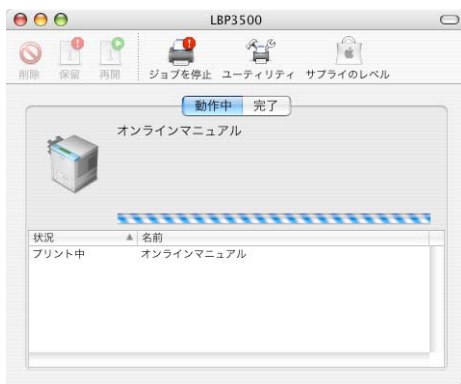 LBP3500
削除 保留 再開 ジョブを停止 ユーティリティ サプライのレベル
動作中 完了
オンラインマニュアル
状況 名前
プリント中 オンラインマニュアル